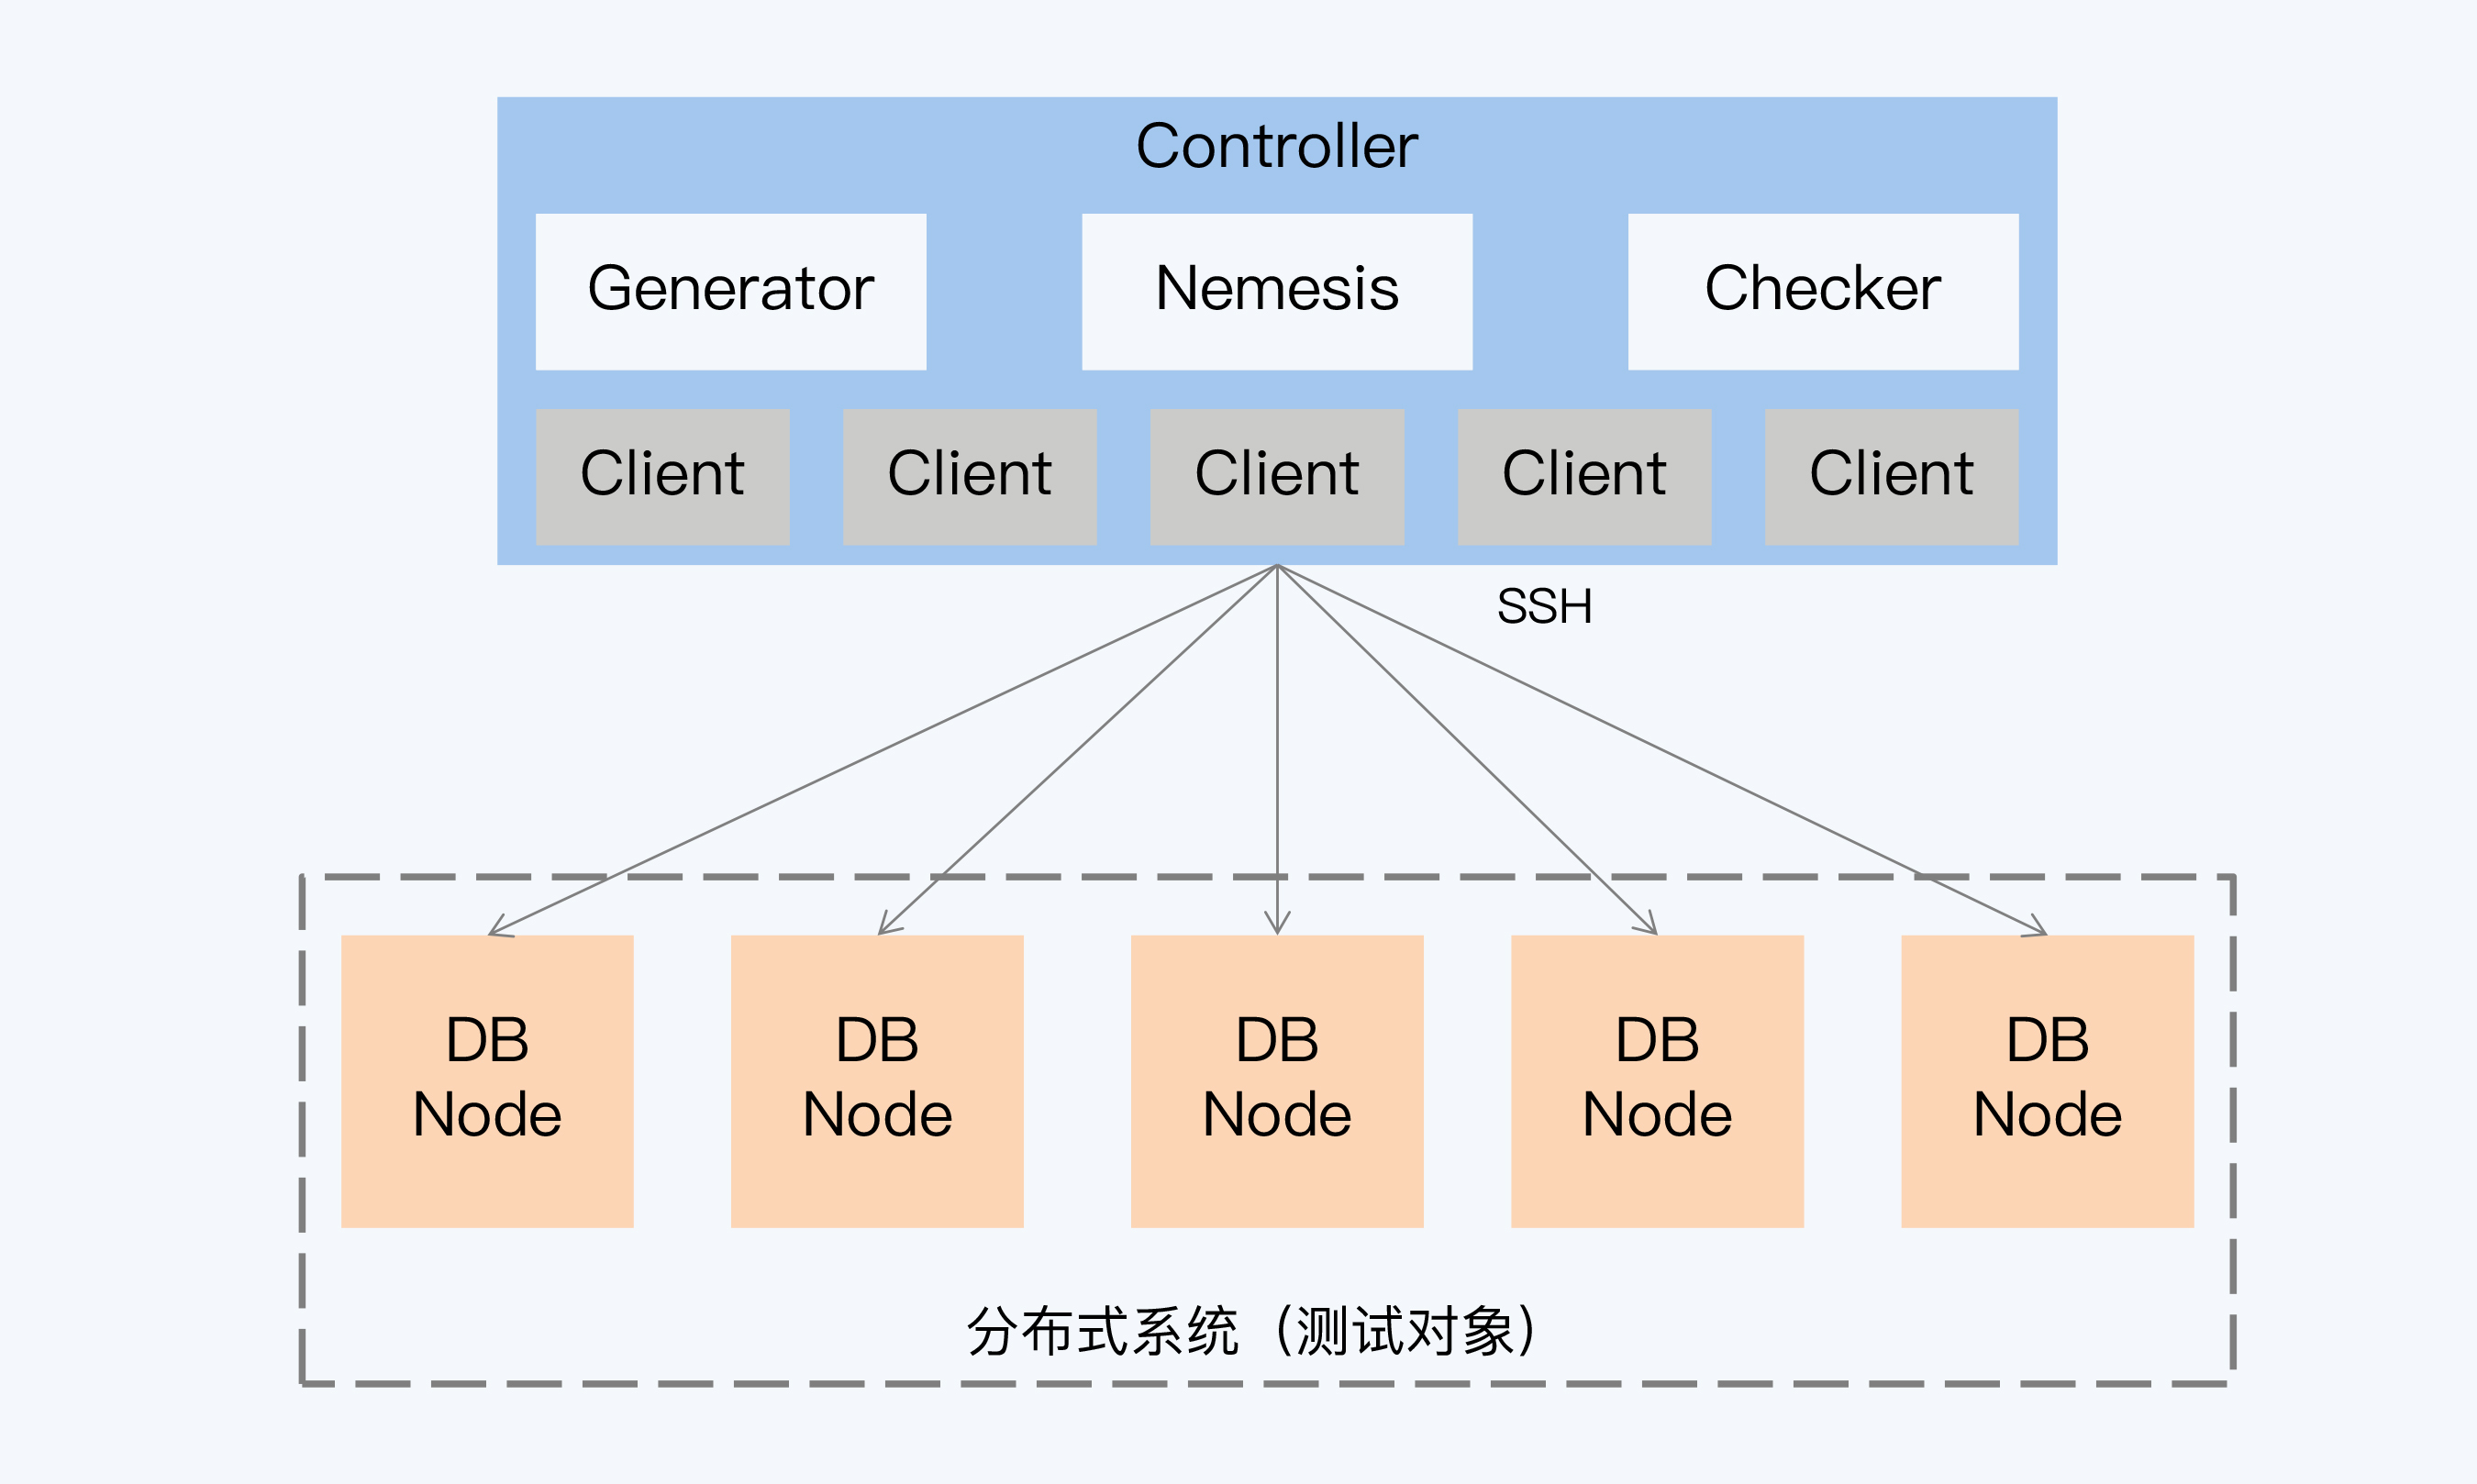 Controller
Generator
Nemesis
Checker
Client
Client
Client
Client
Client
SSH
DB
Node
DB
Node
DB
Node
DB
Node
DB
Node
分布式系统（测试对象）